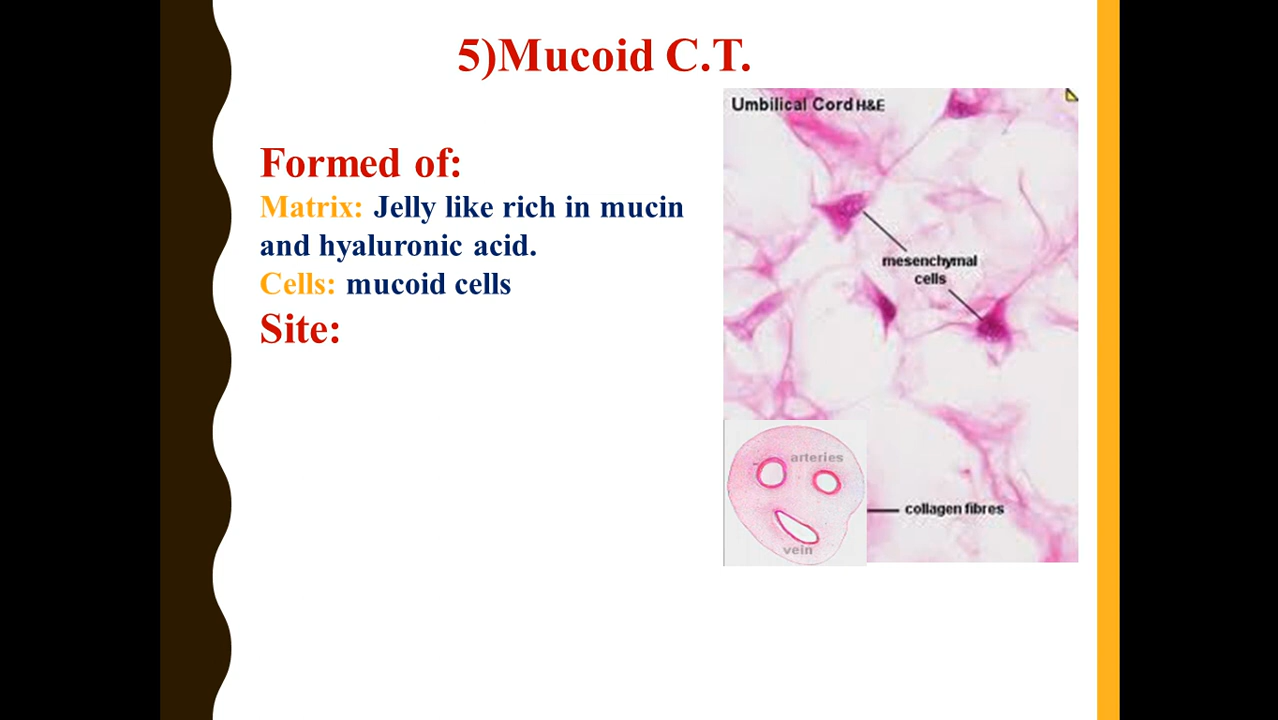 5)Mucoid C.T.
Formed of:
Matrix: Jelly like rich in mucin
and hyaluronic acid.
Cells: mucoid cells
Site:
Umbilical Cord H&E
mesenchymal
cells
arteries
vein
collagen fibres